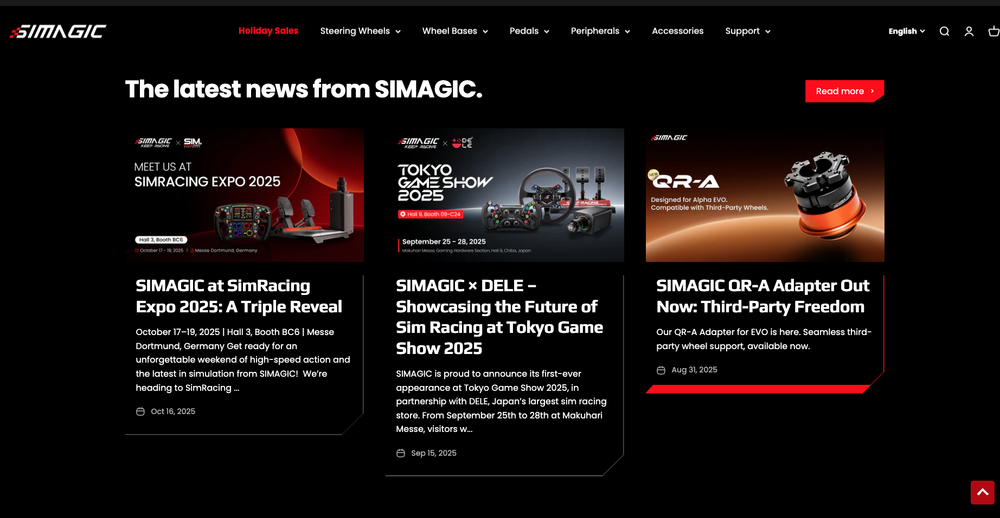 SIMAGIC
Holiday Sales
Steering Wheels
Wheel Bases
Pedals
Peripherals
Accessories
Support
English
The latest news from SIMAGIC.
Read more
SIMAGIC
KEEP RACING
×
SIM.
MEET US AT
SIMRACING EXPO 2025
Hall 3, Booth BC6
October 17 - 19, 2025 | Messe Dortmund, Germany
SIMAGIC at SimRacing
Expo 2025: A Triple Reveal
October 17–19, 2025 | Hall 3, Booth BC6 | Messe
Dortmund, Germany Get ready for an
unforgettable weekend of high-speed action and
the latest in simulation from SIMAGIC!  We’re
heading to SimRacing ...
Oct 16, 2025
SIMAGIC
KEEP RACING
×
DELE
TOKYO
GAME SHOW
2025
Hall 9, Booth 09-C24
September 25 - 28, 2025
Makuhari Messe, Gaming Hardware Section, Hall 9, Chiba, Japan
SIMAGIC × DELE –
Showcasing the Future of
Sim Racing at Tokyo Game
Show 2025
SIMAGIC is proud to announce its first-ever
appearance at Tokyo Game Show 2025, in
partnership with DELE, Japan’s largest sim racing
store. From September 25th to 28th at Makuhari
Messe, visitors w...
Sep 15, 2025
SIMAGIC
NEW
QR-A
Designed for Alpha EVO.
Compatible with Third-Party Wheels.
SIMAGIC
SIMAGIC QR-A Adapter Out
Now: Third-Party Freedom
Our QR-A Adapter for EVO is here. Seamless third-
party wheel support, available now.
Aug 31, 2025